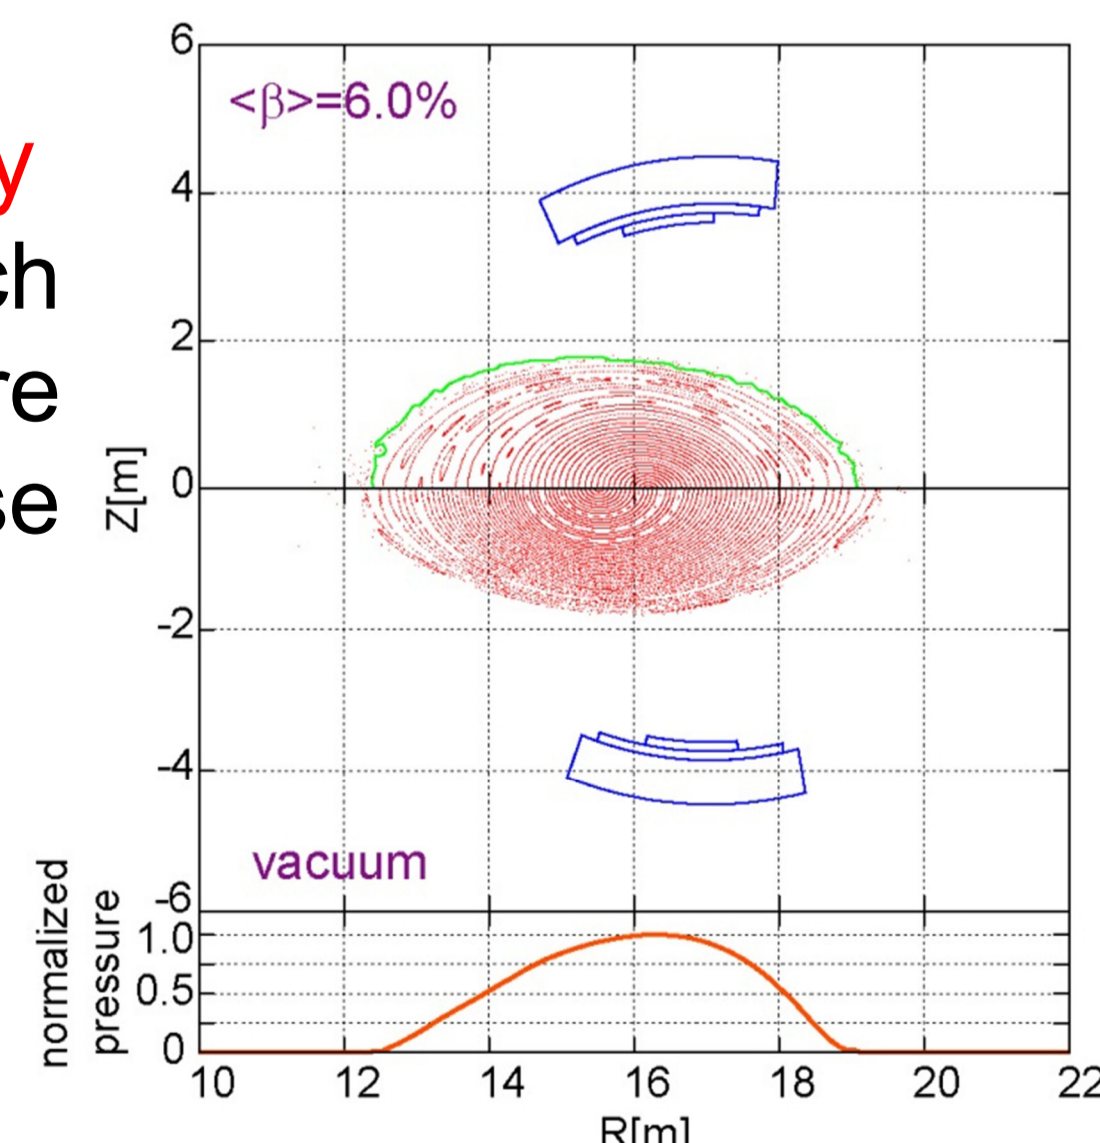 6
<β>=6.0%
y
4
ch
2
re
Z[m]
0
se
-2
-4
vacuum
-6
normalized
pressure
1.0
0.5
0
10 12 14 16 18 20 22
R[m]